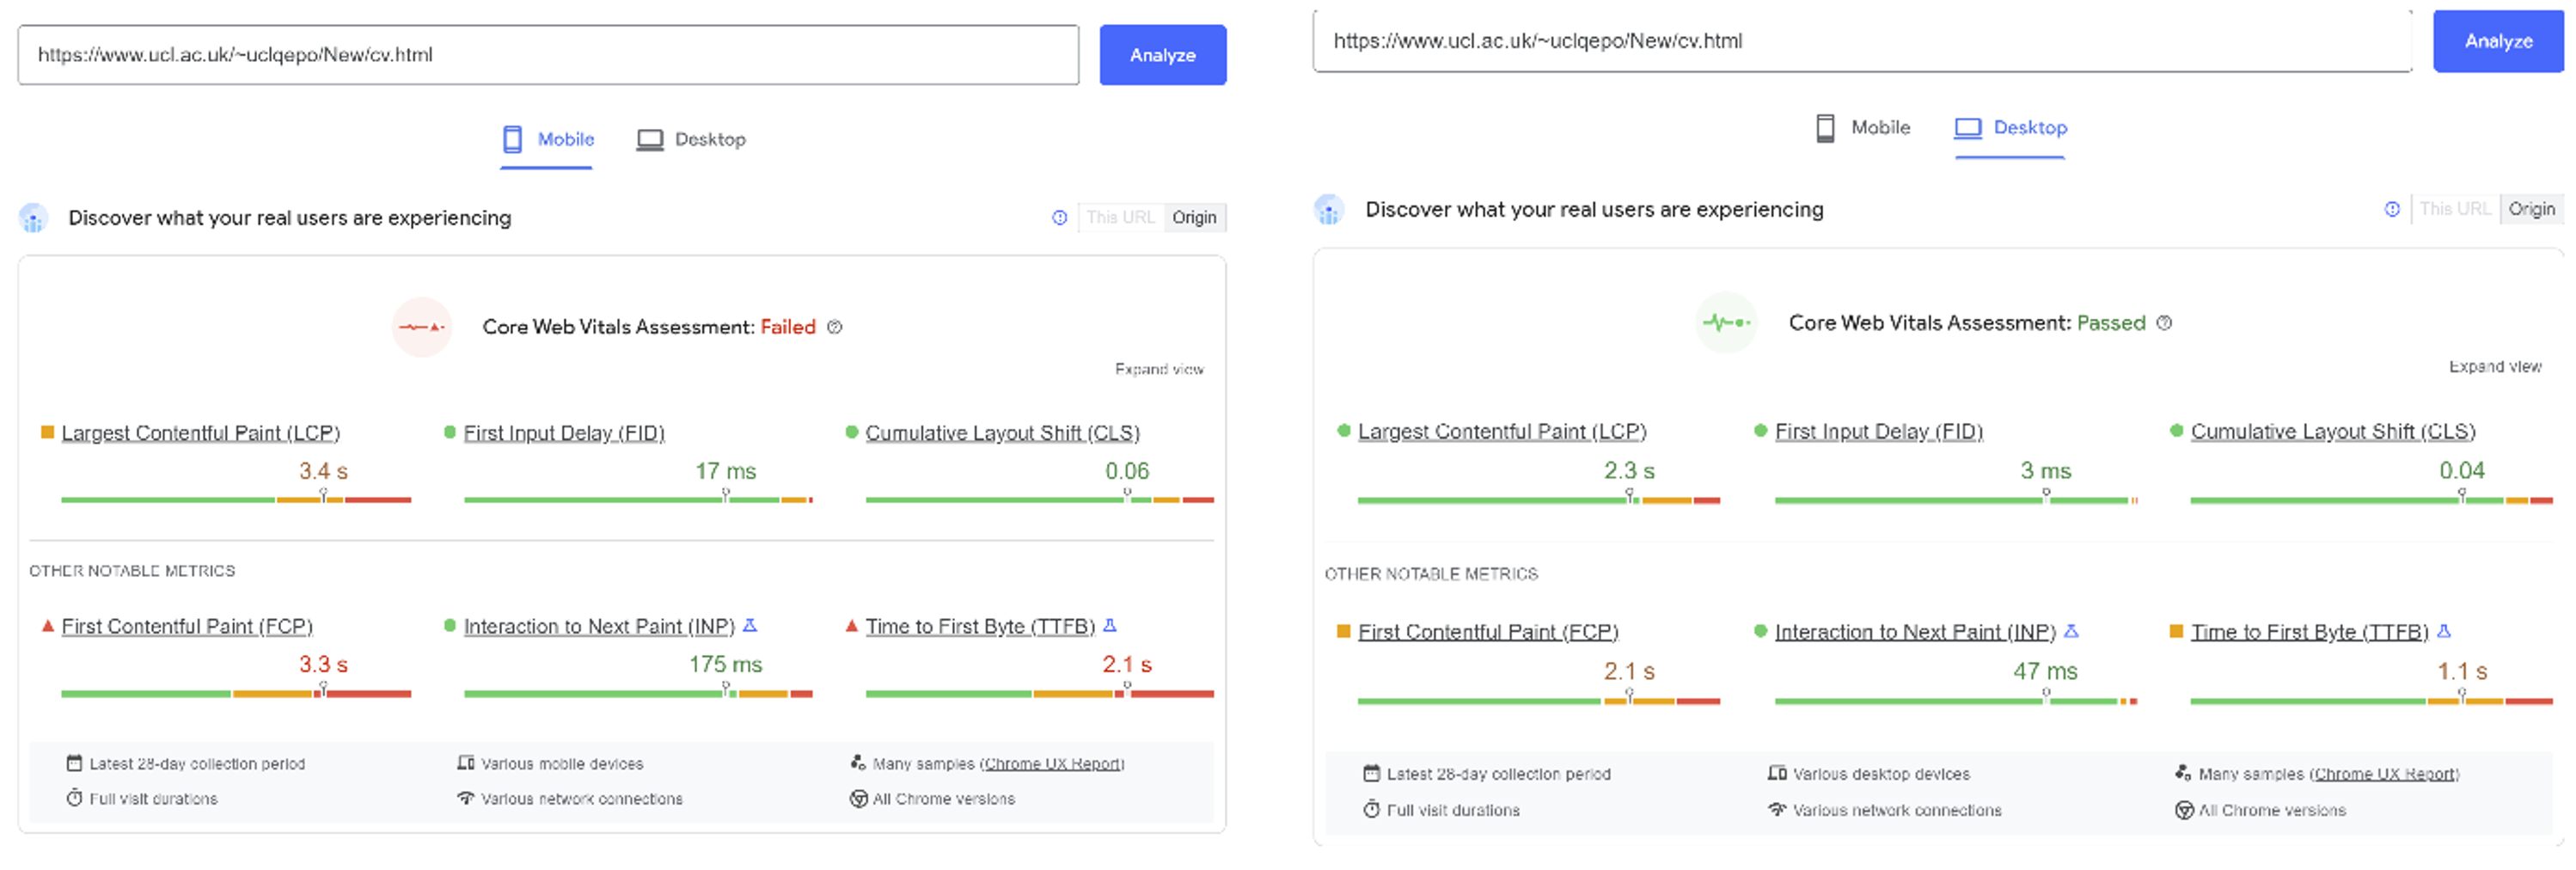 https://www.ucl.ac.uk/~uclqepo/New/cv.html
Analyze
Mobile
Desktop
Discover what your real users are experiencing
This URL
Origin
Core Web Vitals Assessment: Failed
Expand view
Largest Contentful Paint (LCP)
3.4 s
First Input Delay (FID)
17 ms
Cumulative Layout Shift (CLS)
0.06
OTHER NOTABLE METRICS
First Contentful Paint (FCP)
3.3 s
Interaction to Next Paint (INP)
175 ms
Time to First Byte (TTFB)
2.1 s
Latest 28-day collection period
Various mobile devices
Many samples (Chrome UX Report)
Full visit durations
Various network connections
All Chrome versions
https://www.ucl.ac.uk/~uclqepo/New/cv.html
Analyze
Mobile
Desktop
Discover what your real users are experiencing
This URL
Origin
Core Web Vitals Assessment: Passed
Expand view
Largest Contentful Paint (LCP)
2.3 s
First Input Delay (FID)
3 ms
Cumulative Layout Shift (CLS)
0.04
OTHER NOTABLE METRICS
First Contentful Paint (FCP)
2.1 s
Interaction to Next Paint (INP)
47 ms
Time to First Byte (TTFB)
1.1 s
Latest 28-day collection period
Various desktop devices
Many samples (Chrome UX Report)
Full visit durations
Various network connections
All Chrome versions